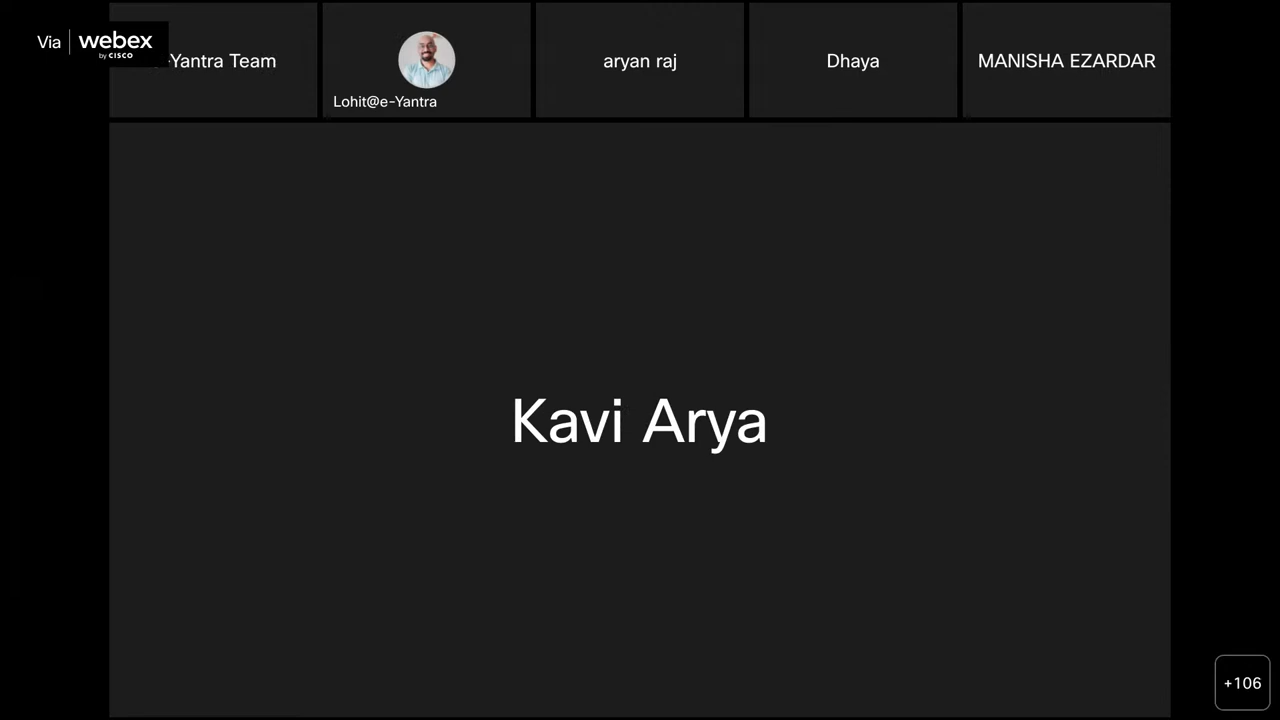 Via webex
by CISCO
-Yantra Team
Lohit@e-Yantra
aryan raj
Dhaya
MANISHA EZARDAR
Kavi Arya
+106